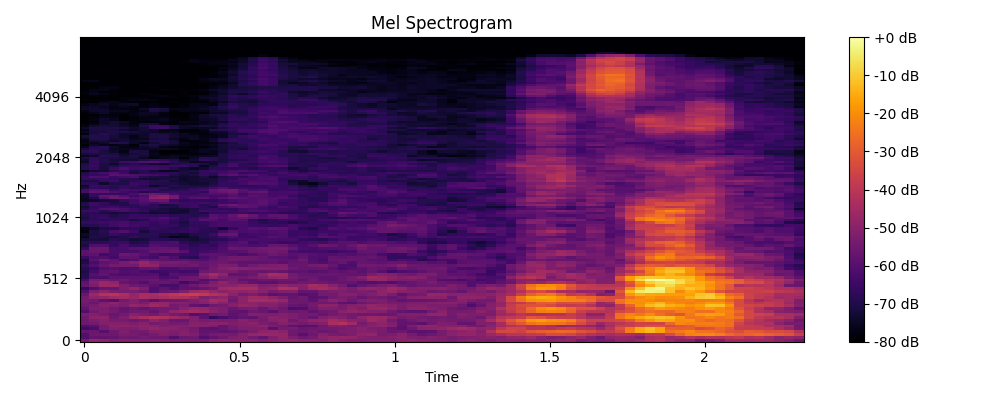 Mel Spectrogram
Hz
4096
2048
1024
512
0
0
0.5
1
1.5
2
Time
+0 dB
-10 dB
-20 dB
-30 dB
-40 dB
-50 dB
-60 dB
-70 dB
-80 dB